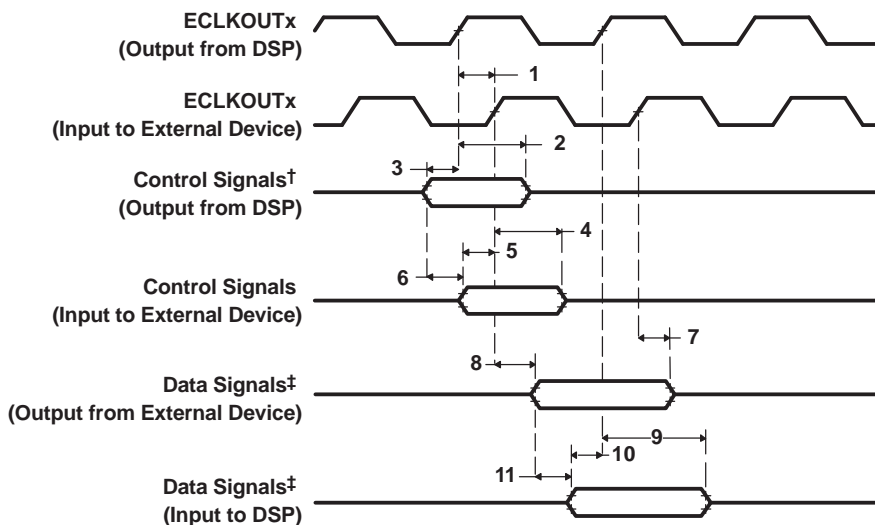 ECLKOUTx
(Output from DSP)
1
ECLKOUTx
(Input to External Device)
2
3
Control Signals†
(Output from DSP)
4
5
6
Control Signals
(Input to External Device)
7
8
Data Signals‡
(Output from External Device)
9
10
11
Data Signals‡
(Input to DSP)